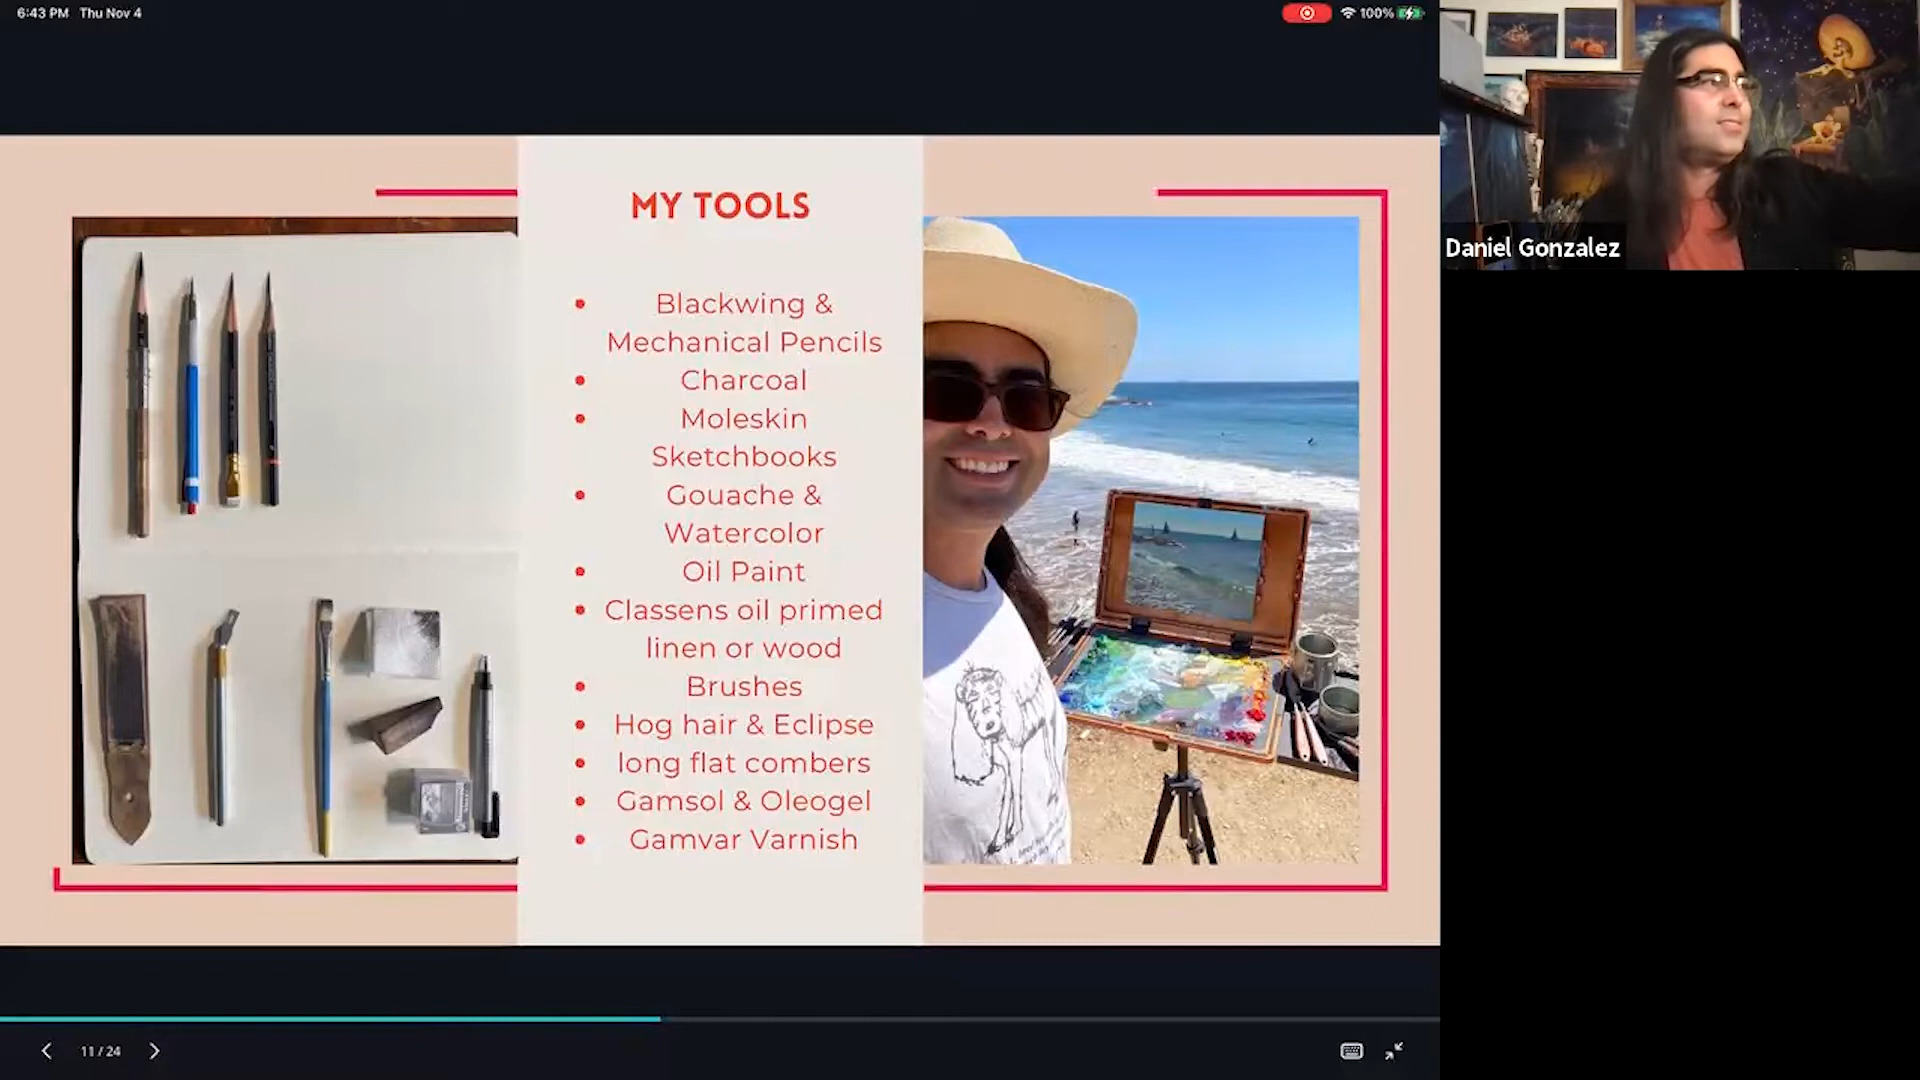 6:43 PM Thu Nov 4
100%
MY TOOLS
Blackwing &
Mechanical Pencils
Charcoal
Moleskin
Sketchbooks
Gouache &
Watercolor
Oil Paint
Classens oil primed
linen or wood
Brushes
Hog hair & Eclipse
long flat combers
Gamsol & Oleogel
Gamvar Varnish
Daniel Gonzalez
11 / 24